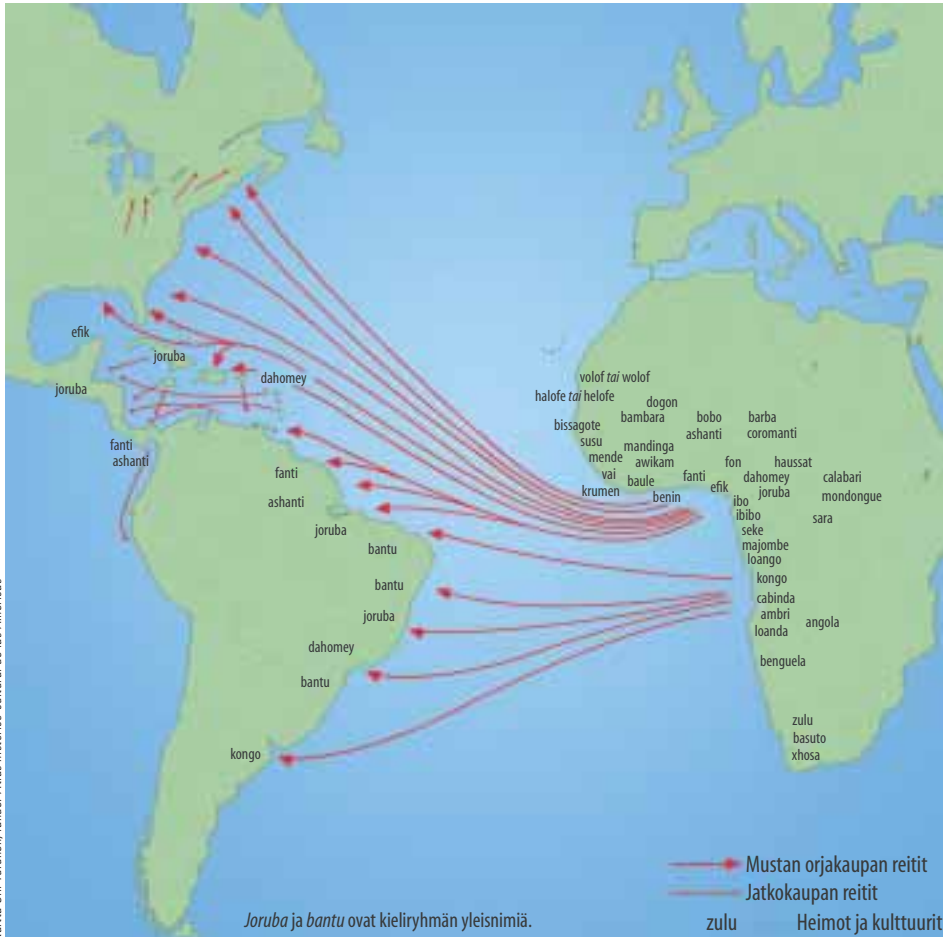 efik
joruba
joruba
dahomey
fanti
ashanti
fanti
ashanti
joruba
bantu
bantu
joruba
dahomey
bantu
kongo
volof tai wolof
halofe tai helofe
dogon
bissagote
bambara
bobo
barba
susu
ashanti
coromanti
mende
mandinga
vai
awikam
fon
haussat
krumen
baule
fanti
dahomey
calabari
benin
efik
joruba
mondongue
ibo
ibibo
sara
seke
majombe
loango
kongo
cabinda
ambri
angola
loanda
benguela
zulu
basuto
xhosa
Mustan orjakaupan reitit
Jatkokaupan reitit
Joruba ja bantu ovat kieliryhmän yleisnimiä.
zulu Heimot ja kulttuurit